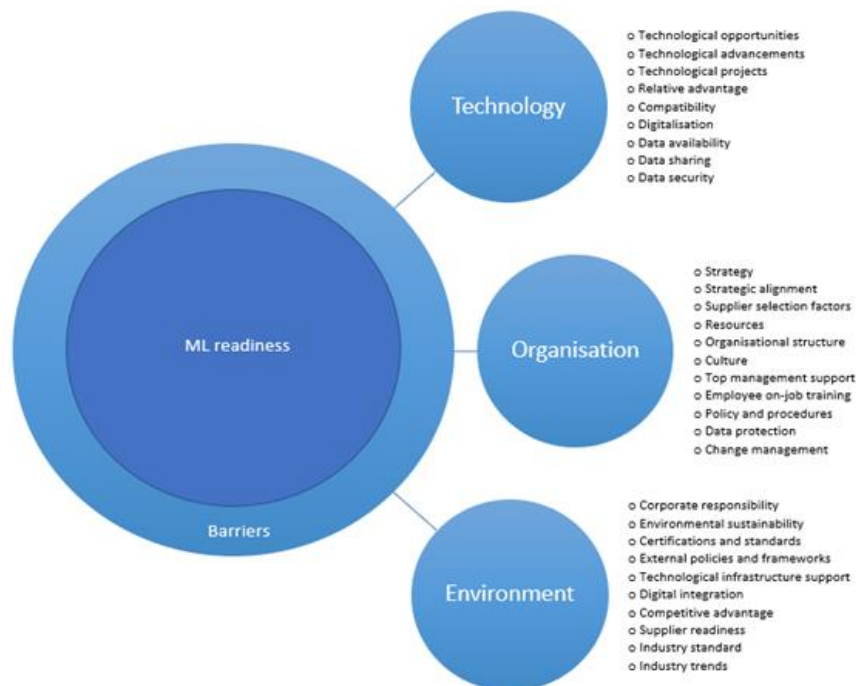 Technology
o Technological opportunities
o Technological advancements
o Technological projects
o Relative advantage
o Compatibility
o Digitalisation
o Data availability
o Data sharing
o Data security
ML readiness
Barriers
Organisation
o Strategy
o Strategic alignment
o Supplier selection factors
o Resources
o Organisational structure
o Culture
o Top management support
o Employee on-job training
o Policy and procedures
o Data protection
o Change management
Environment
o Corporate responsibility
o Environmental sustainability
o Certifications and standards
o External policies and frameworks
o Technological infrastructure support
o Digital integration
o Competitive advantage
o Supplier readiness
o Industry standard
o Industry trends